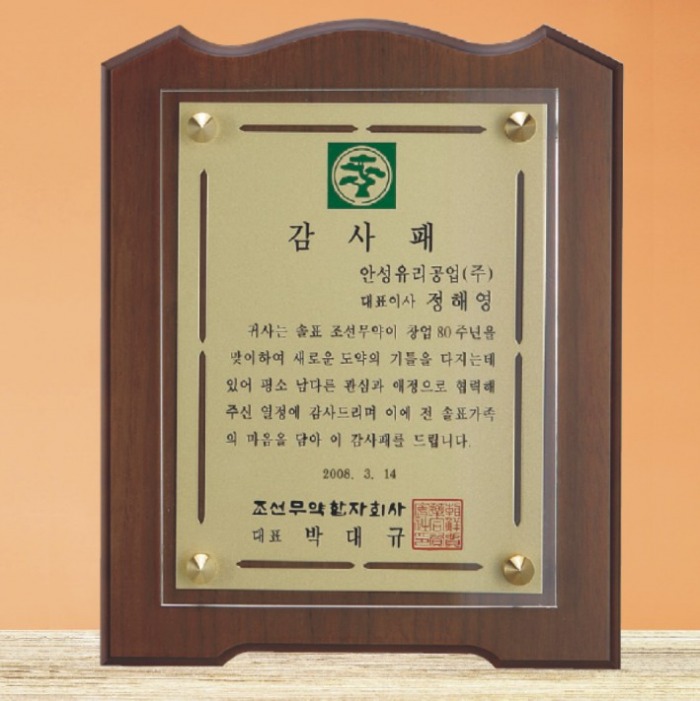 감 사 패
안성유리공업(주)
대표이사 정해영
귀사는 솔표 조선무약이 창업 80주년을
맞이하여 새로운 도약의 기틀을 다지는데
있어 평소 남다른 관심과 애정으로 협력해
주신 열정에 감사드리며 이에 전 솔표가족
의 마음을 담아 이 감사패를 드립니다.
2008. 3. 14
조선무약합자회사
대표 박 대 규